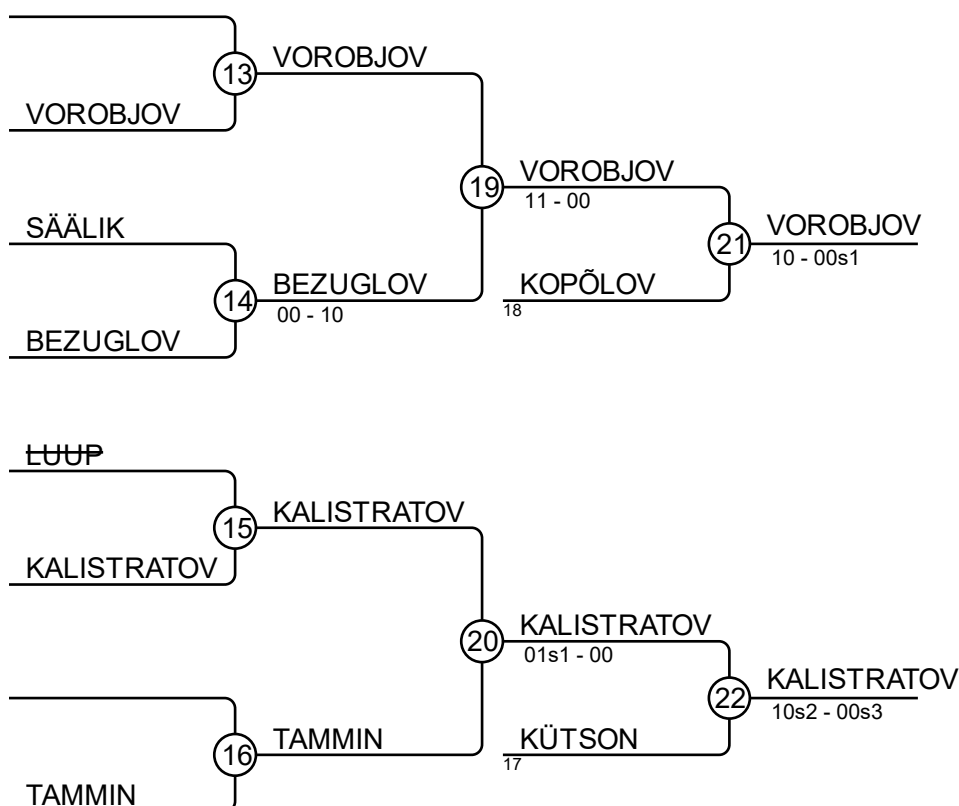 13 VOROBJOV
VOROBJOV
19 VOROBJOV
11 - 00
SÄÄLIK
21 VOROBJOV
10 - 00s1
14 BEZUGLOV
00 - 10
KOPÕLOV
18
BEZUGLOV
LUUP
15 KALISTRATOV
KALISTRATOV
20 KALISTRATOV
01s1 - 00
22 KALISTRATOV
10s2 - 00s3
16 TAMMIN
KÜTSON
17
TAMMIN